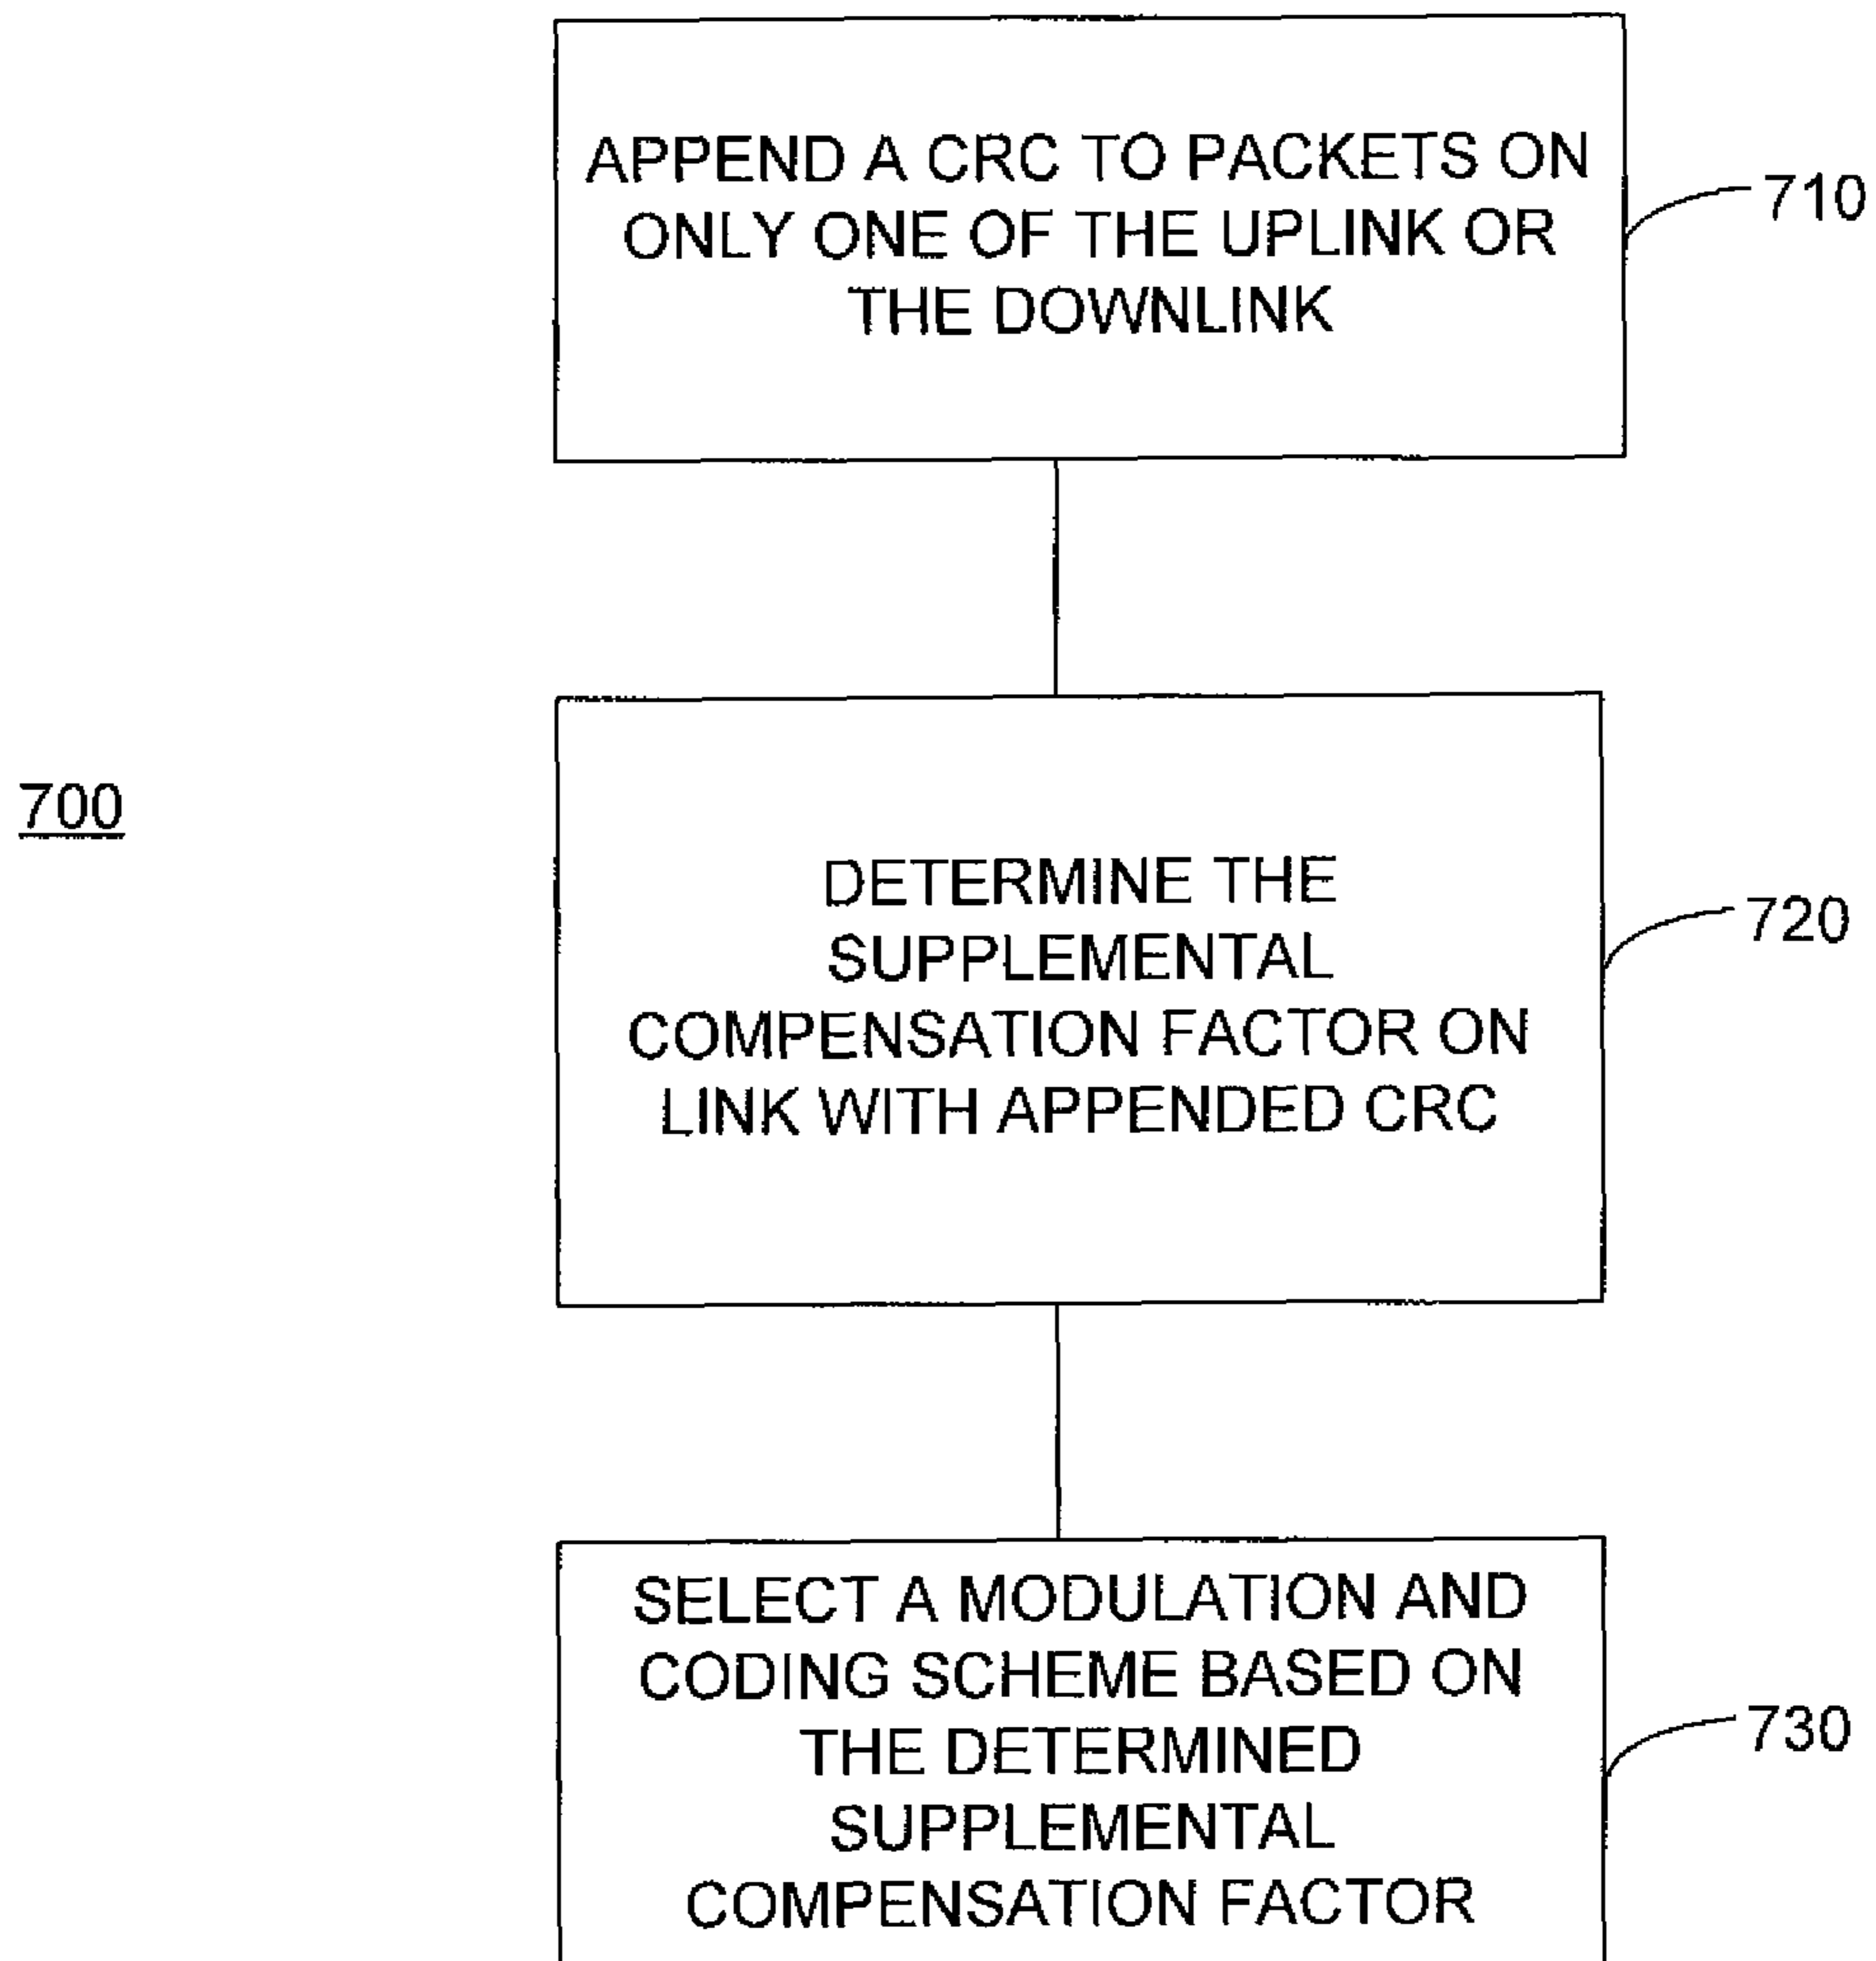 APPEND A CRC TO PACKETS ON
ONLY ONE OF THE UPLINK OR
THE DOWNLINK
710
700
DETERMINE THE
SUPPLEMENTAL
COMPENSATION FACTOR ON
LINK WITH APPENDED CRC
720
SELECT A MODULATION AND
CODING SCHEME BASED ON
THE DETERMINED
SUPPLEMENTAL
COMPENSATION FACTOR
730